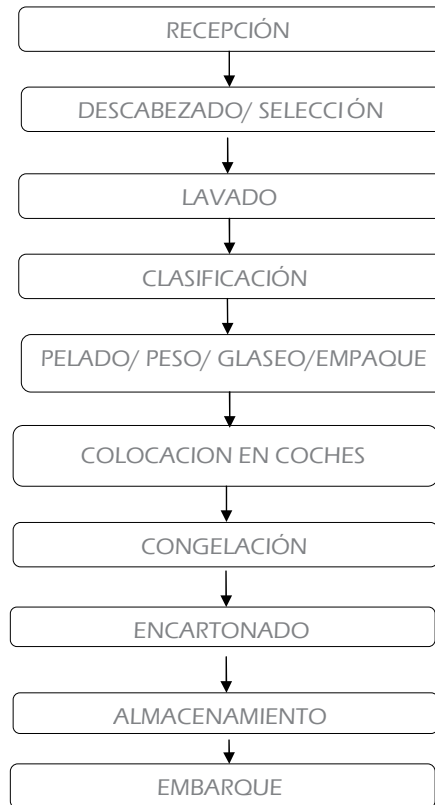 RECEPCIÓN
DESCABEZADO/ SELECCIÓN
LAVADO
CLASIFICACIÓN
PELADO/ PESO/ GLASEO/EMPAQUE
COLOCACION EN COCHES
CONGELACIÓN
ENCARTONADO
ALMACENAMIENTO
EMBARQUE